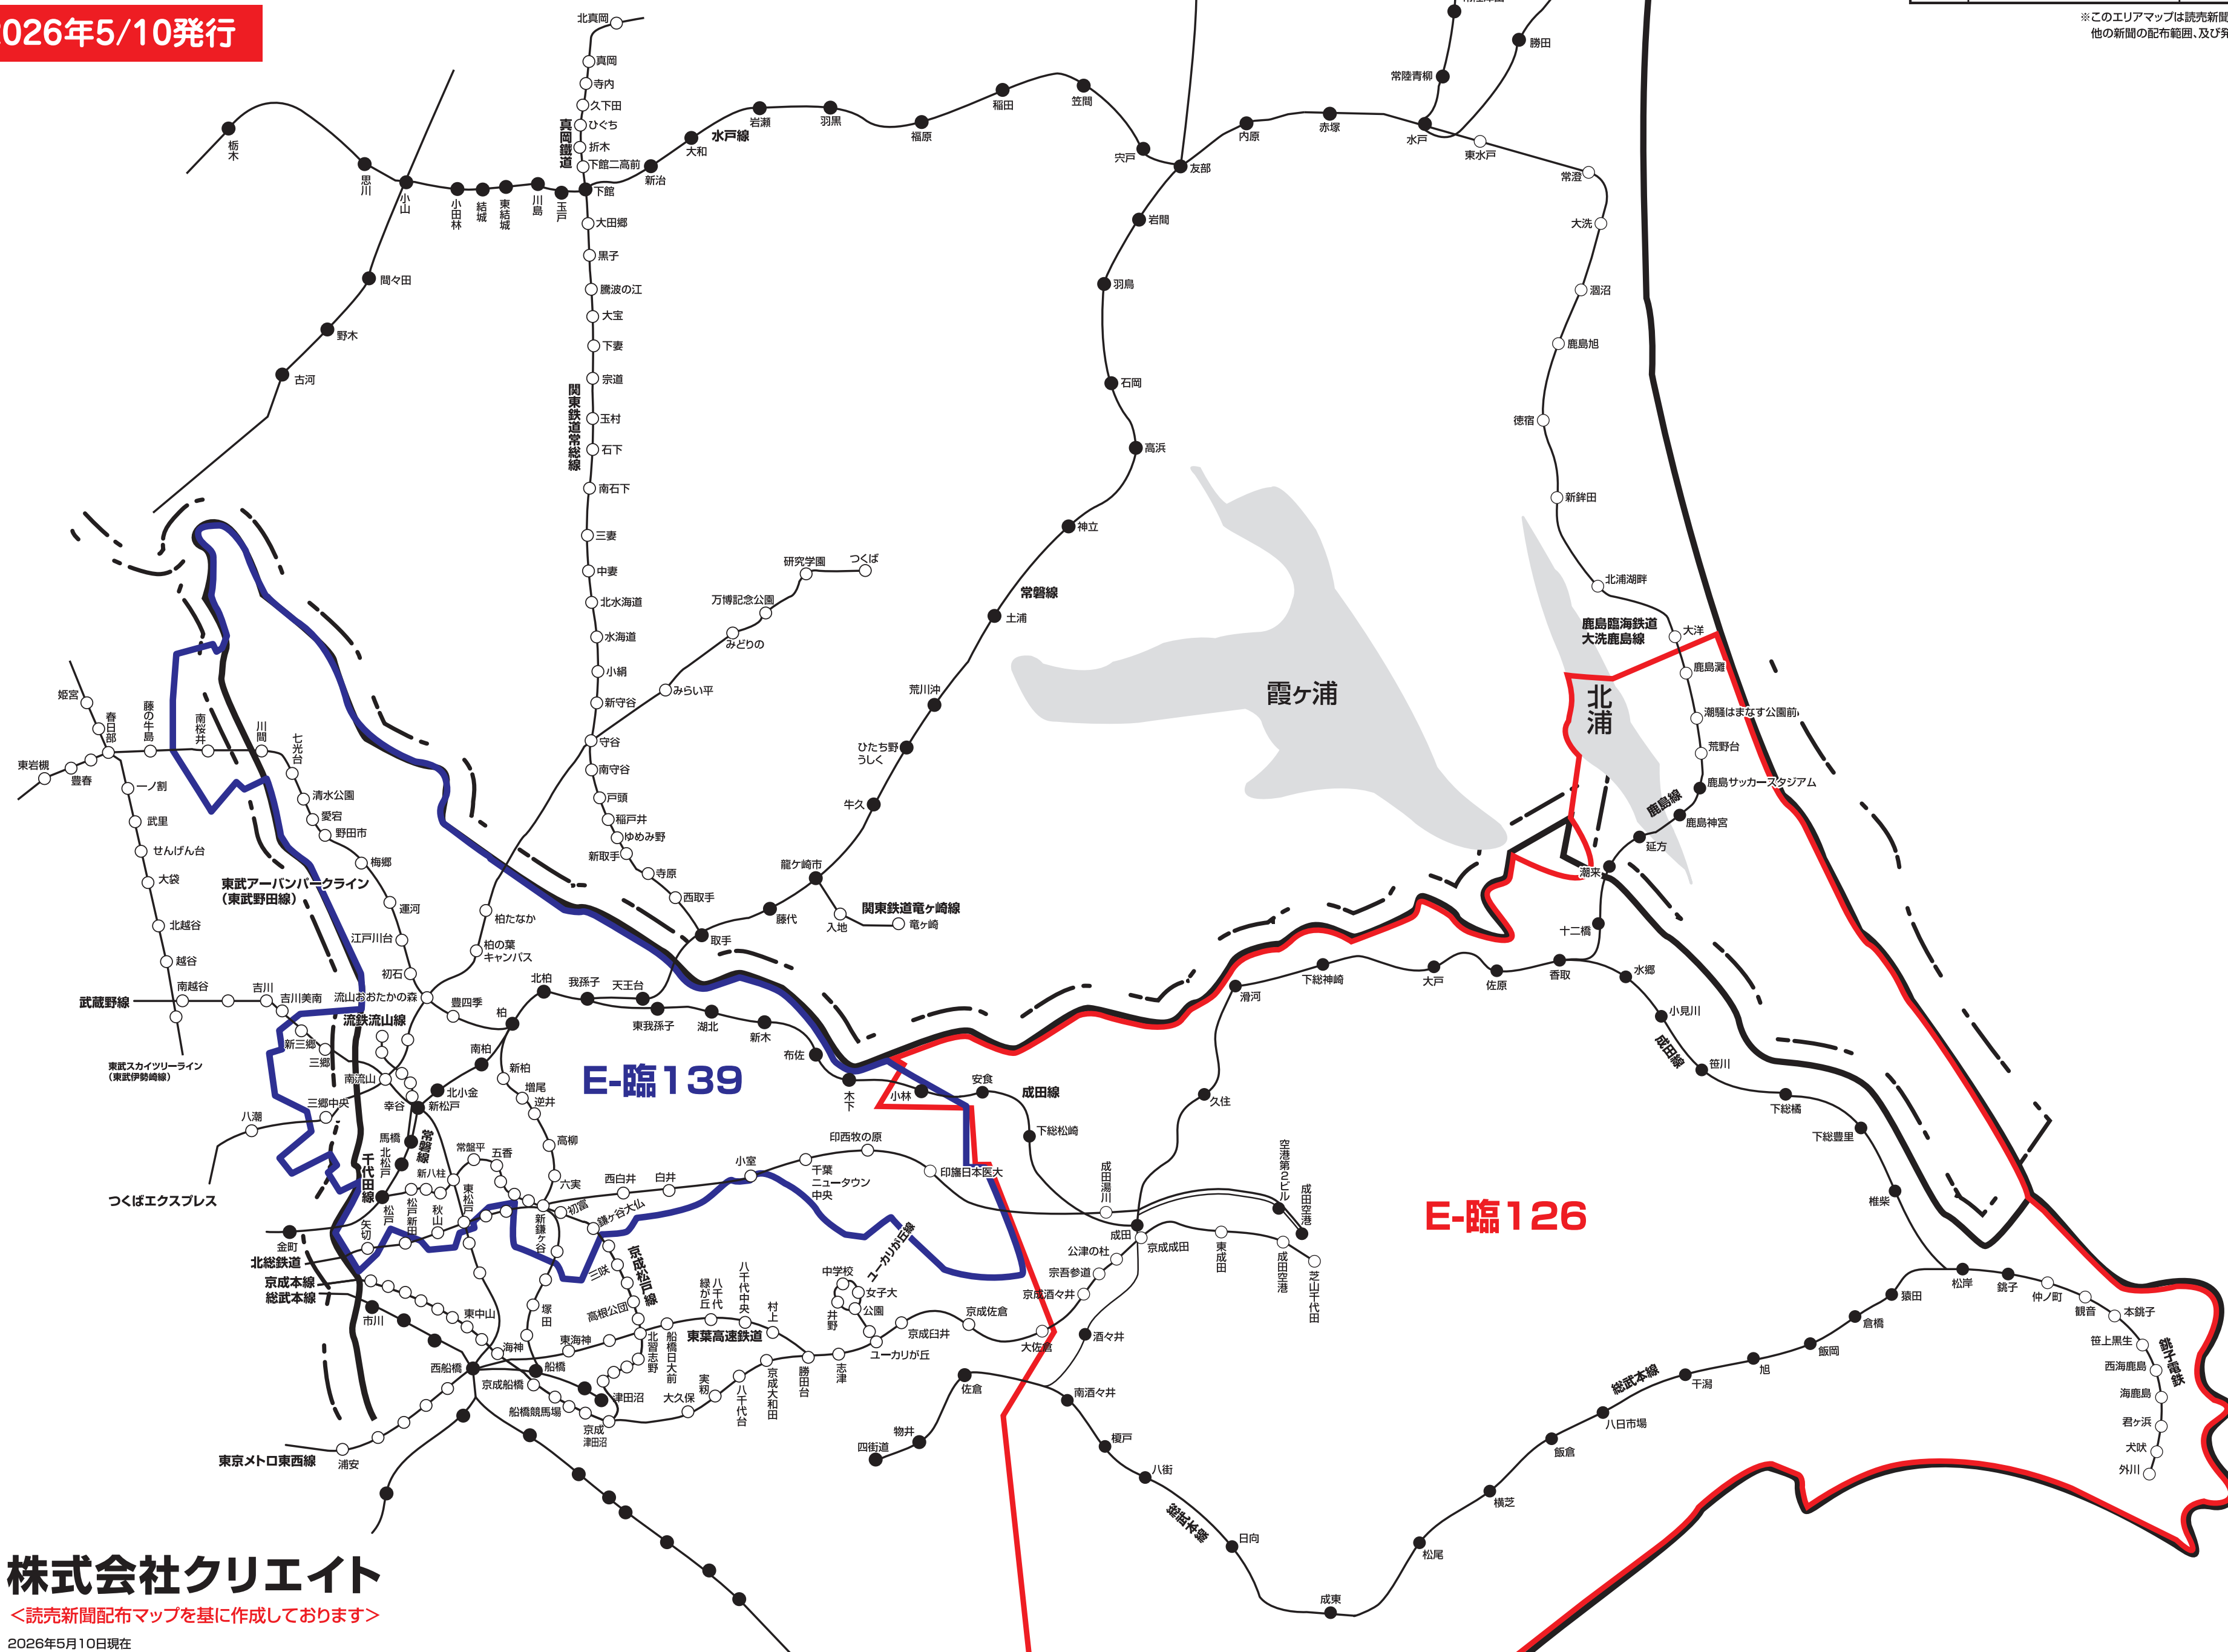 026年5/10発行
※このエリアマップは読売新聞
他の新聞の配布範囲、及び発
北真岡
真岡
寺内
久下田
ひぐち
折木
下館二高前
真岡鐵道
下館
水戸線
栃木
思川
小山
小田林
結城
東結城
川島
玉戸
新治
大和
岩瀬
羽黒
福原
稲田
笠間
宍戸
友部
内原
赤塚
水戸
常陸青柳
勝田
東水戸
常澄
大洗
涸沼
鹿島旭
徳宿
新鉾田
北浦湖畔
鹿島臨海鉄道
大洗鹿島線
大洋
鹿島灘
潮騒はまなす公園前
荒野台
鹿島サッカースタジアム
鹿島線
鹿島神宮
延方
潮来
十二橋
香取
間々田
野木
古河
大田郷
黒子
騰波の江
大宝
下妻
宗道
玉村
石下
南石下
三妻
中妻
北水海道
水海道
小絹
新守谷
守谷
南守谷
戸頭
稲戸井
ゆめみ野
新取手
寺原
西取手
取手
関東鉄道常総線
研究学園
つくば
万博記念公園
みどりの
みらい平
岩間
羽鳥
石岡
高浜
神立
常磐線
土浦
荒川沖
ひたち野
うしく
牛久
龍ケ崎市
藤代
入地
関東鉄道竜ヶ崎線
竜ヶ崎
霞ヶ浦
北浦
姫宮
春日部
藤の牛島
南桜井
川間
七光台
東岩槻
豊春
一ノ割
武里
せんげん台
大袋
北越谷
越谷
南越谷
清水公園
愛宕
野田市
梅郷
運河
江戸川台
初石
流山おおたかの森
東武アーバンパークライン
(東武野田線)
柏たなか
柏の葉
キャンパス
豊四季
武蔵野線
吉川
吉川美南
新三郷
三郷
流鉄流山線
南流山
三郷中央
八潮
東武スカイツリーライン
(東武伊勢崎線)
つくばエクスプレス
北柏
我孫子
天王台
東我孫子
湖北
新木
布佐
木下
小林
安食
成田線
下総松崎
柏
南柏
北小金
新松戸
幸谷
馬橋
北松戸
常磐線
千代田線
松戸
新柏
増尾
逆井
高柳
六実
常盤平
五香
新八柱
松戸新田
秋山
東松戸
矢切
金町
北総鉄道
京成本線
総武本線
市川
東中山
海神
西船橋
京成船橋
船橋
船橋競馬場
京成
津田沼
津田沼
東海神
塚田
新鎌ヶ谷
初富
鎌ヶ谷大仏
三咲
京成松戸線
高根公団
北習志野
船橋日大前
緑が丘
八千代
八千代中央
村上
東葉高速鉄道
大久保
実籾
八千代台
京成大和田
勝田台
志津
ユーカリが丘
ユーカリが丘線
中学校
女子大
公園
井野
京成臼井
京成佐倉
大佐倉
京成酒々井
宗吾参道
公津の杜
西白井
白井
小室
千葉
ニュータウン
中央
印西牧の原
印旛日本医大
成田湯川
成田
京成成田
東成田
成田空港
芝山千代田
空港第2ビル
成田空港
E-臨139
E-臨126
久住
滑河
下総神崎
大戸
佐原
水郷
小見川
成田線
笹川
下総橘
下総豊里
椎柴
松岸
銚子
仲ノ町
観音
本銚子
笹上黒生
西海鹿島
海鹿島
君ヶ浜
犬吠
外川
銚子電鉄
猿田
倉橋
飯岡
旭
干潟
総武本線
八日市場
飯倉
横芝
松尾
成東
日向
総武本線
八街
榎戸
南酒々井
酒々井
佐倉
物井
四街道
東京メトロ東西線
浦安
株式会社クリエイト
<読売新聞配布マップを基に作成しております>
2026年5月10日現在